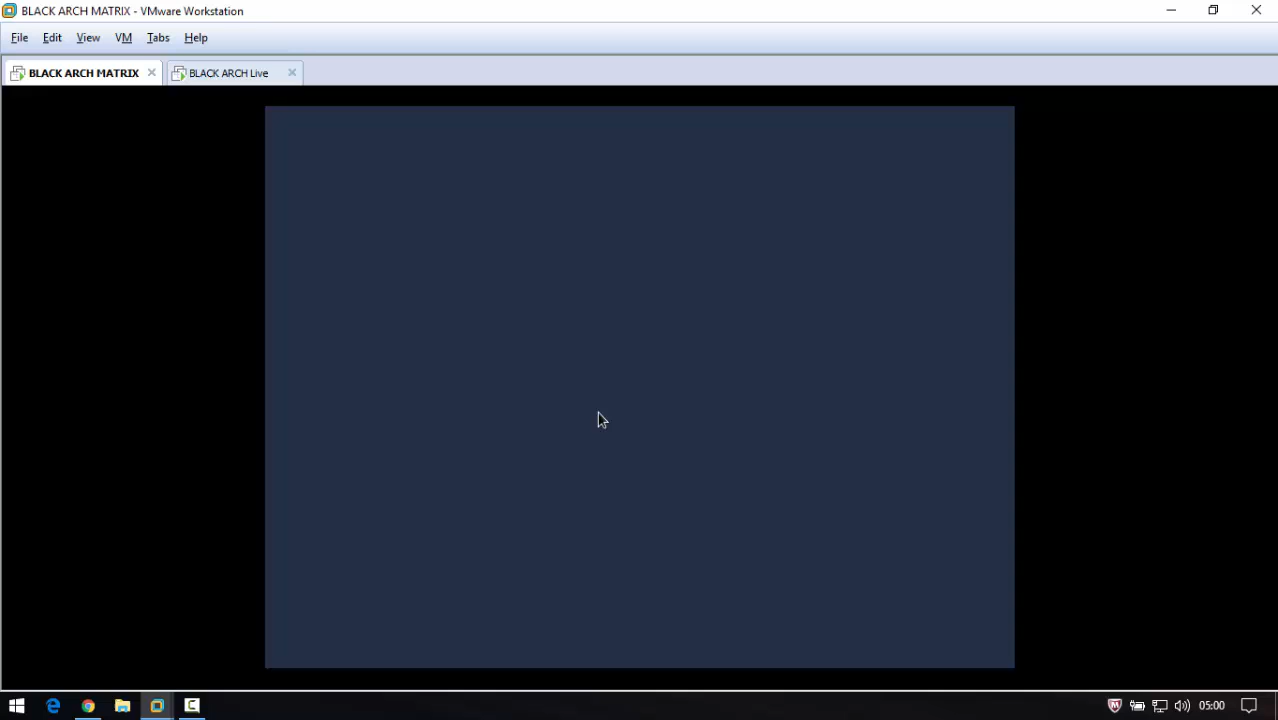 BLACK ARCH MATRIX - VMware Workstation
File Edit View VM Tabs Help
BLACK ARCH MATRIX BLACK ARCH Live
05:00